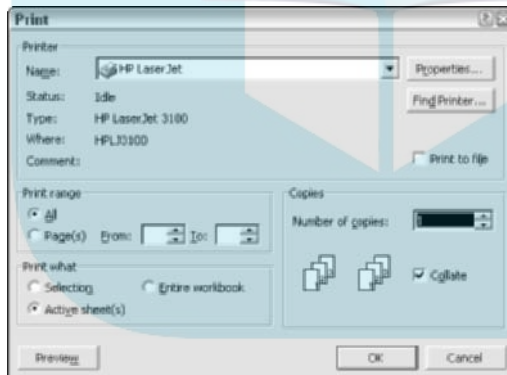 Print
Printer
Name: HP LaserJet Properties...
Status: Idle Find Printer...
Type: HP LaserJet 3100
Where: HPLJ3100
Comment: Print to file
Print range
All
Page(s) From: To:
Copies
Number of copies: 1
Collate
Print what
Selection Entire workbook
Active sheet(s)
Preview OK Cancel